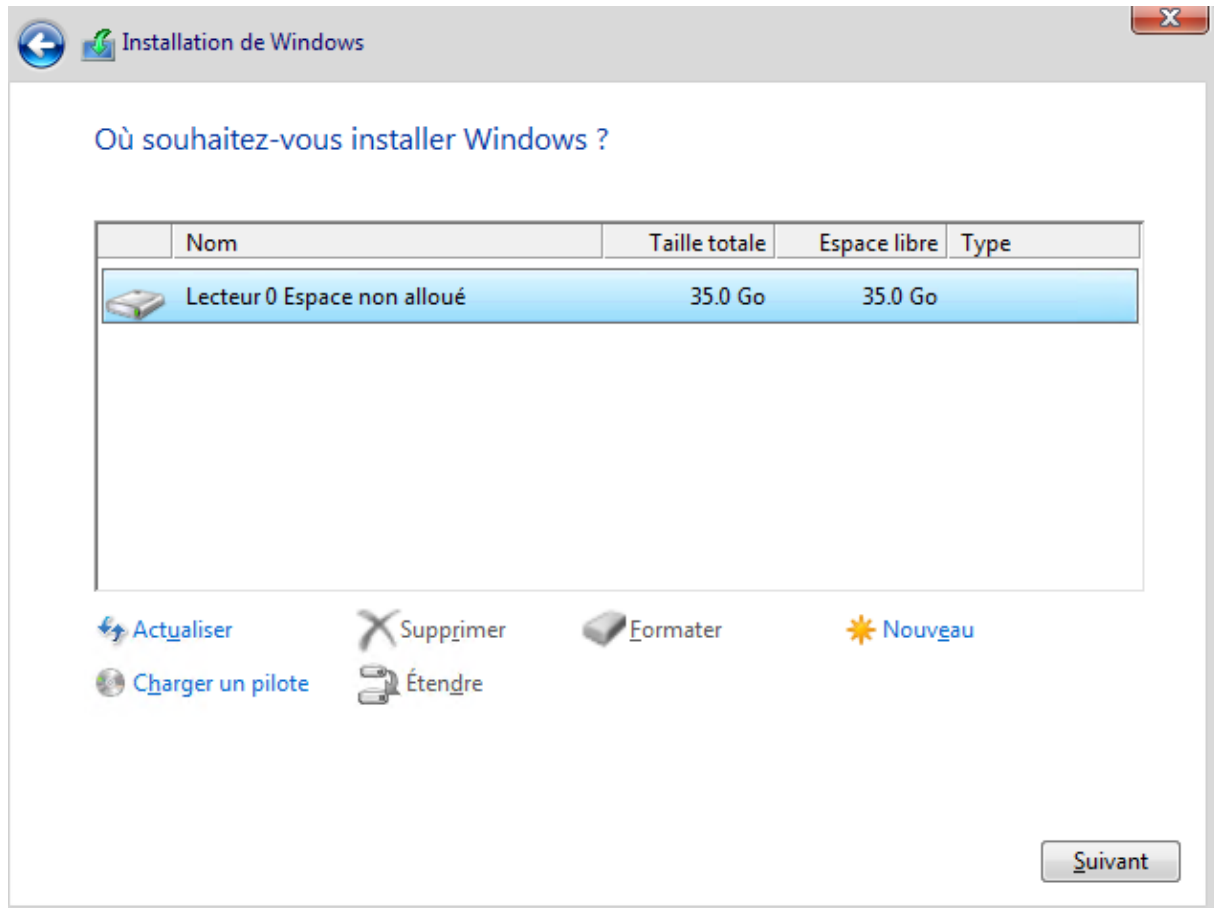 Installation de Windows
Où souhaitez-vous installer Windows ?
Nom Taille totale Espace libre Type
Lecteur 0 Espace non alloué 35.0 Go 35.0 Go
Actualiser Supprimer Formater Nouveau
Charger un pilote Étendre
Suivant